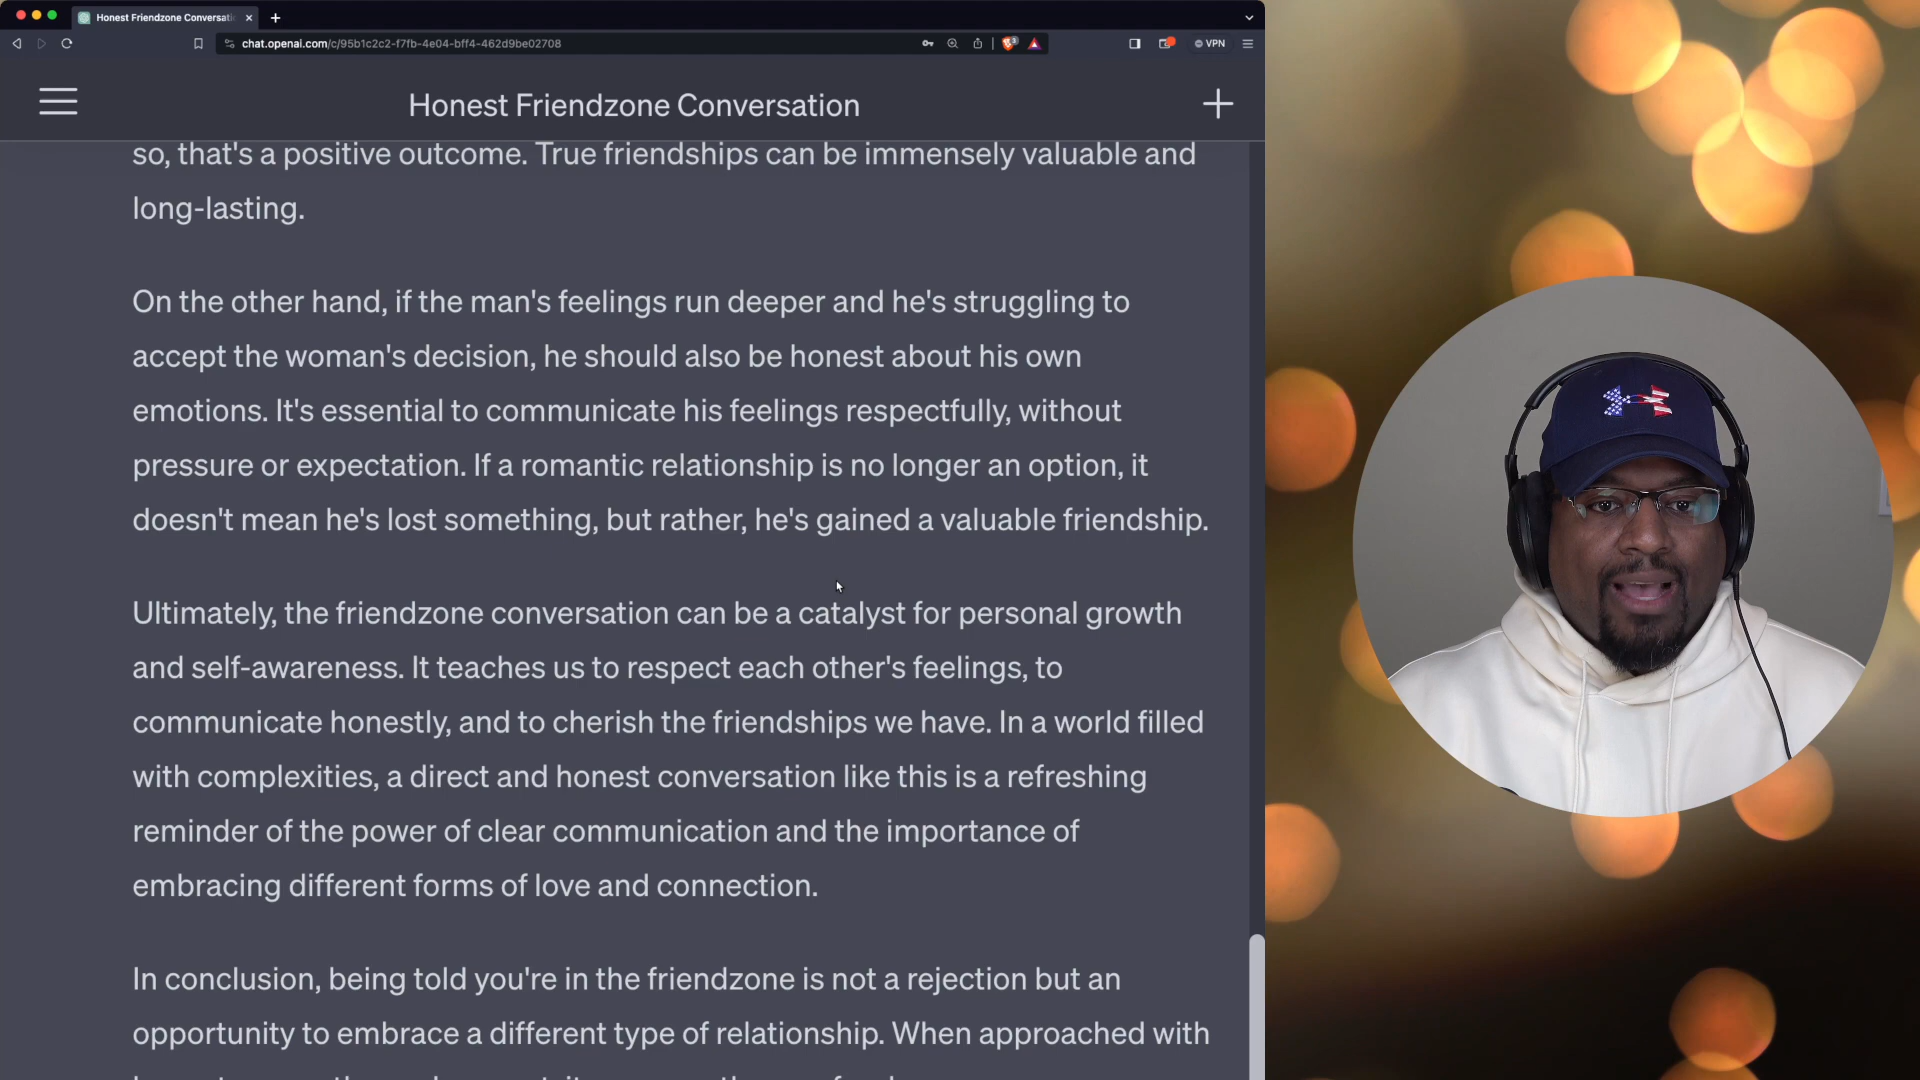 Honest Friendzone Conversati
chat.openai.com/c/95b1c2c2-f7fb-4e04-bff4-462d9be02708
VPN
Honest Friendzone Conversation
so, that's a positive outcome. True friendships can be immensely valuable and
long-lasting.
On the other hand, if the man's feelings run deeper and he's struggling to
accept the woman's decision, he should also be honest about his own
emotions. It's essential to communicate his feelings respectfully, without
pressure or expectation. If a romantic relationship is no longer an option, it
doesn't mean he's lost something, but rather, he's gained a valuable friendship.
Ultimately, the friendzone conversation can be a catalyst for personal growth
and self-awareness. It teaches us to respect each other's feelings, to
communicate honestly, and to cherish the friendships we have. In a world filled
with complexities, a direct and honest conversation like this is a refreshing
reminder of the power of clear communication and the importance of
embracing different forms of love and connection.
In conclusion, being told you're in the friendzone is not a rejection but an
opportunity to embrace a different type of relationship. When approached with